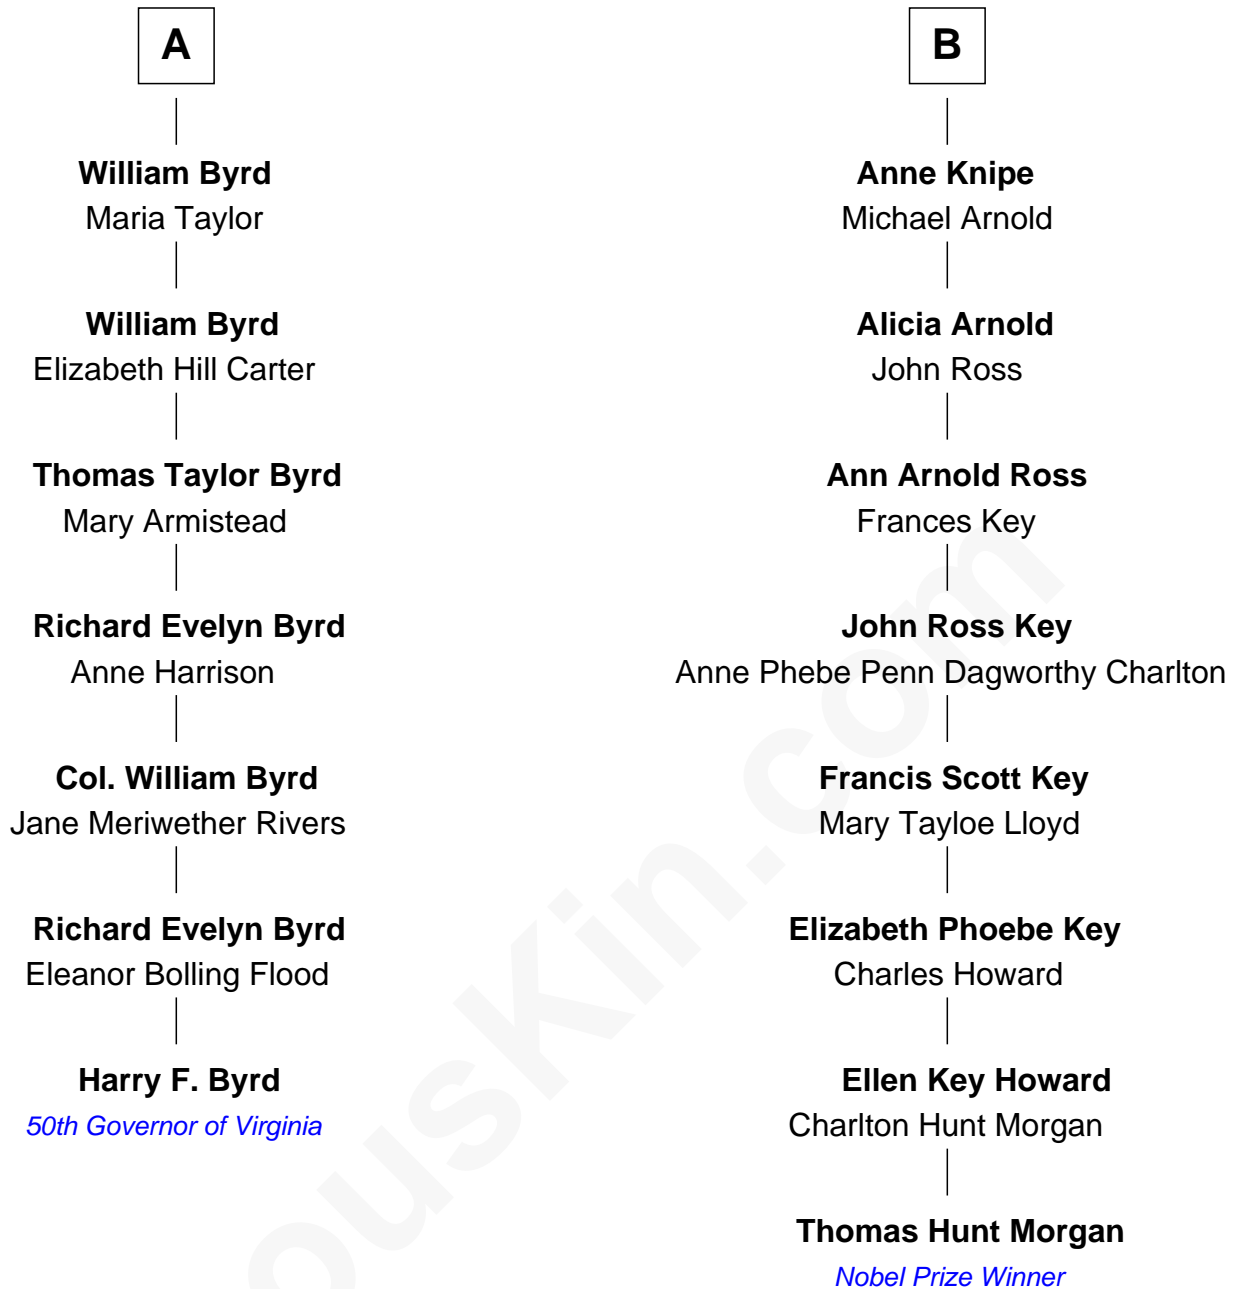 A
William Byrd
Maria Taylor
William Byrd
Elizabeth Hill Carter
Thomas Taylor Byrd
Mary Armistead
Richard Evelyn Byrd
Anne Harrison
Col. William Byrd
Jane Meriwether Rivers
Richard Evelyn Byrd
Eleanor Bolling Flood
Harry F. Byrd
50th Governor of Virginia
B
Anne Knipe
Michael Arnold
Alicia Arnold
John Ross
Ann Arnold Ross
Frances Key
John Ross Key
Anne Phebe Penn Dagworthy Charlton
Francis Scott Key
Mary Tayloe Lloyd
Elizabeth Phoebe Key
Charles Howard
Ellen Key Howard
Charlton Hunt Morgan
Thomas Hunt Morgan
Nobel Prize Winner
ousKin.com